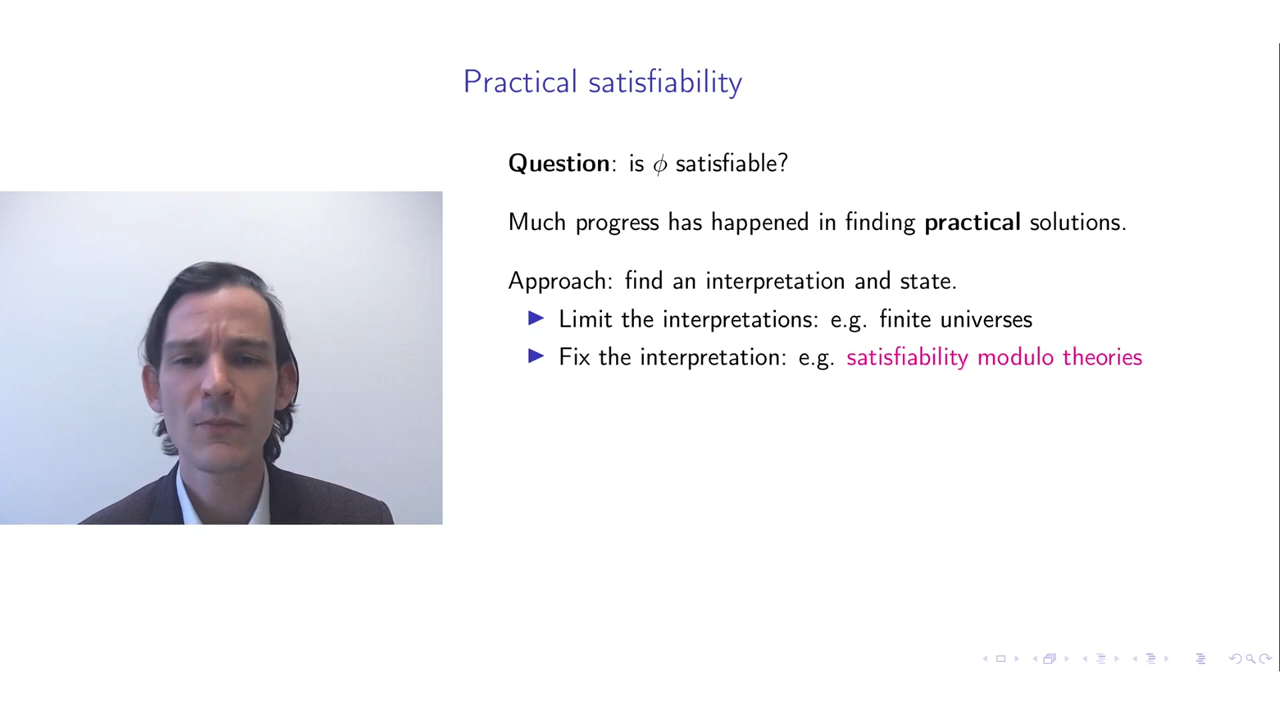 Practical satisfiability
Question: is ϕ satisfiable?
Much progress has happened in finding practical solutions.
Approach: find an interpretation and state.
▶ Limit the interpretations: e.g. finite universes
▶ Fix the interpretation: e.g. satisfiability modulo theories